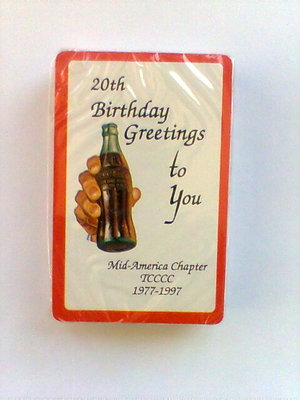 20th
Birthday
Greetings
to
You
Mid-America Chapter
TCCCC
1977-1997